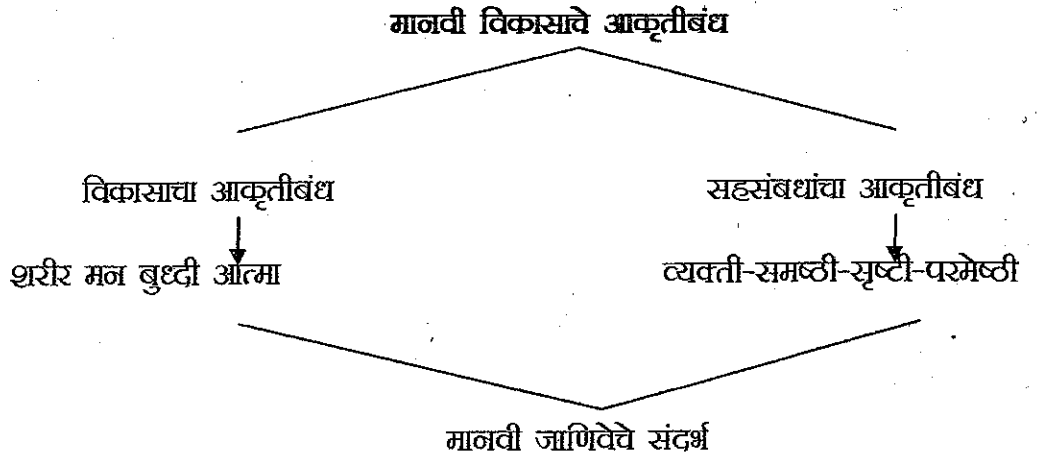 मानवी विकासाचे आकृतीबंध
विकासाचा आकृतीबंध
सहसंबधांचा आकृतीबंध
शरीर मन बुध्दी आत्मा
व्यक्ती-समष्ठी-सृष्टी-परमेष्ठी
मानवी जाणिवेचे संदर्भ